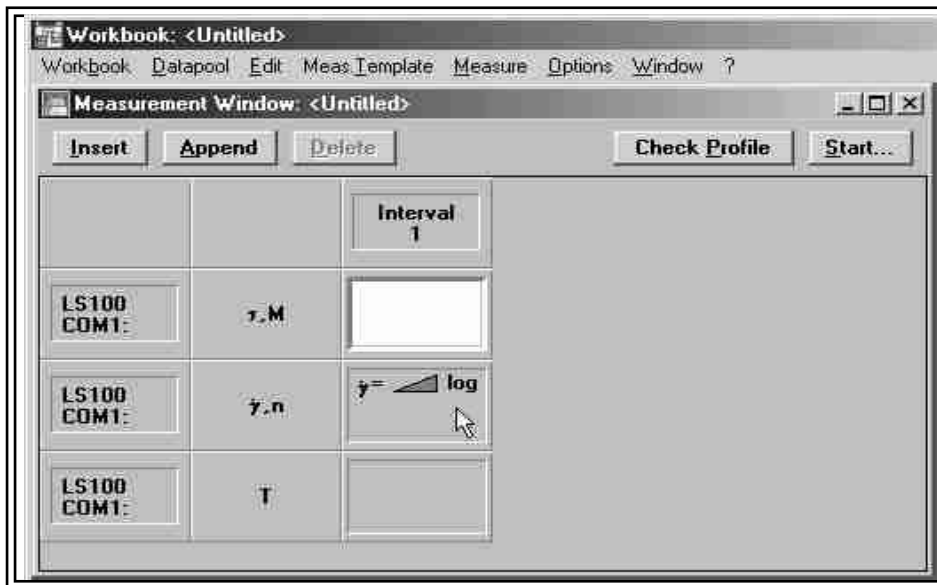 Workbook: <Untitled>
Workbook Datapool Edit Meas Template Measure Options Window ?
Measurement Window: <Untitled>
Insert Append Delete Check Profile Start...
Interval
1
LS100
COM1:
τ,M
LS100
COM1:
γ̇,n
γ̇= log
LS100
COM1:
T